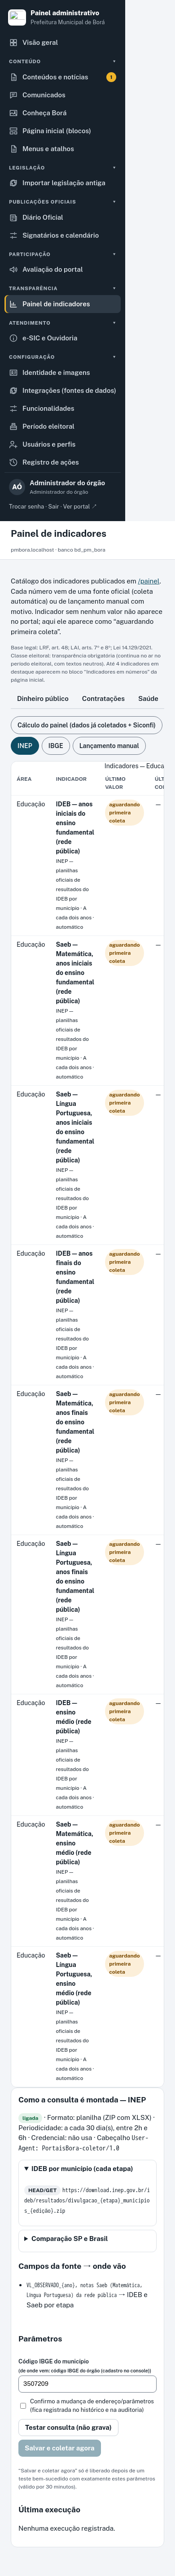 Painel administrativo
Prefeitura Municipal de Borá
Visão geral
CONTEÚDO
Conteúdos e notícias
1
Comunicados
Conheça Borá
Página inicial (blocos)
Menus e atalhos
LEGISLAÇÃO
Importar legislação antiga
PUBLICAÇÕES OFICIAIS
Diário Oficial
Signatários e calendário
PARTICIPAÇÃO
Avaliação do portal
TRANSPARÊNCIA
Painel de indicadores
ATENDIMENTO
e-SIC e Ouvidoria
CONFIGURAÇÃO
Identidade e imagens
Integrações (fontes de dados)
Funcionalidades
Período eleitoral
Usuários e perfis
Registro de ações
AÓ
Administrador do órgão
Administrador do órgão
Trocar senha · Sair · Ver portal ↗
Painel de indicadores
pmbora.localhost · banco bd_pm_bora
Catálogo dos indicadores publicados em /painel.
Cada número vem de uma fonte oficial (coleta
automática) ou de lançamento manual com
motivo. Indicador sem nenhum valor não aparece
no portal; aqui ele aparece como "aguardando
primeira coleta".
Base legal: LRF, art. 48; LAI, arts. 7º e 8º; Lei 14.129/2021.
Classe eleitoral: transparência obrigatória (continua no ar no
período eleitoral, com textos neutros). Até 4 indicadores em
destaque aparecem no bloco "Indicadores em números" da
página inicial.
Dinheiro público
Contratações
Saúde
Cálculo do painel (dados já coletados + Siconfi)
INEP
IBGE
Lançamento manual
Indicadores — Educa
ÁREA
INDICADOR
ÚLTIMO
VALOR
Educação
IDEB — anos
iniciais do
ensino
fundamental
(rede
pública)
INEP —
planilhas
oficiais de
resultados do
IDEB por
município · A
cada dois anos ·
automático
aguardando
primeira
coleta
—
Educação
Saeb —
Matemática,
anos iniciais
do ensino
fundamental
(rede
pública)
INEP —
planilhas
oficiais de
resultados do
IDEB por
município · A
cada dois anos ·
automático
aguardando
primeira
coleta
—
Educação
Saeb —
Língua
Portuguesa,
anos iniciais
do ensino
fundamental
(rede
pública)
INEP —
planilhas
oficiais de
resultados do
IDEB por
município · A
cada dois anos ·
automático
aguardando
primeira
coleta
—
Educação
IDEB — anos
finais do
ensino
fundamental
(rede
pública)
INEP —
planilhas
oficiais de
resultados do
IDEB por
município · A
cada dois anos ·
automático
aguardando
primeira
coleta
—
Educação
Saeb —
Matemática,
anos finais
do ensino
fundamental
(rede
pública)
INEP —
planilhas
oficiais de
resultados do
IDEB por
município · A
cada dois anos ·
automático
aguardando
primeira
coleta
—
Educação
Saeb —
Língua
Portuguesa,
anos finais
do ensino
fundamental
(rede
pública)
INEP —
planilhas
oficiais de
resultados do
IDEB por
município · A
cada dois anos ·
automático
aguardando
primeira
coleta
—
Educação
IDEB —
ensino
médio (rede
pública)
INEP —
planilhas
oficiais de
resultados do
IDEB por
município · A
cada dois anos ·
automático
aguardando
primeira
coleta
—
Educação
Saeb —
Matemática,
ensino
médio (rede
pública)
INEP —
planilhas
oficiais de
resultados do
IDEB por
município · A
cada dois anos ·
automático
aguardando
primeira
coleta
—
Educação
Saeb —
Língua
Portuguesa,
ensino
médio (rede
pública)
INEP —
planilhas
oficiais de
resultados do
IDEB por
município · A
cada dois anos ·
automático
aguardando
primeira
coleta
—
Como a consulta é montada — INEP
ligado · Formato: planilha (ZIP com XLSX) ·
Periodicidade: a cada 30 dia(s), entre 2h e
6h · Credencial: não usa · Cabeçalho User-
Agent: PortaisBora-coletor/1.0
▼ IDEB por município (cada etapa)
HEAD/GET https://download.inep.gov.br/i
deb/resultados/divulgacao_{etapa}_municipio
s_{edição}.zip
▶ Comparação SP e Brasil
Campos da fonte → onde vão
• VL_OBSERVADO_{ano}, notas Saeb (Matemática,
Língua Portuguesa) da rede pública → IDEB e
Saeb por etapa
Parâmetros
Código IBGE do município
(de onde vem: código IBGE do órgão (cadastro no console))
3507209
Confirmo a mudança de endereço/parâmetros
(fica registrada no histórico e na auditoria)
Testar consulta (não grava)
Salvar e coletar agora
"Salvar e coletar agora" só é liberado depois de um
teste bem-sucedido com exatamente estes parâmetros
(válido por 30 minutos).
Última execução
Nenhuma execução registrada.